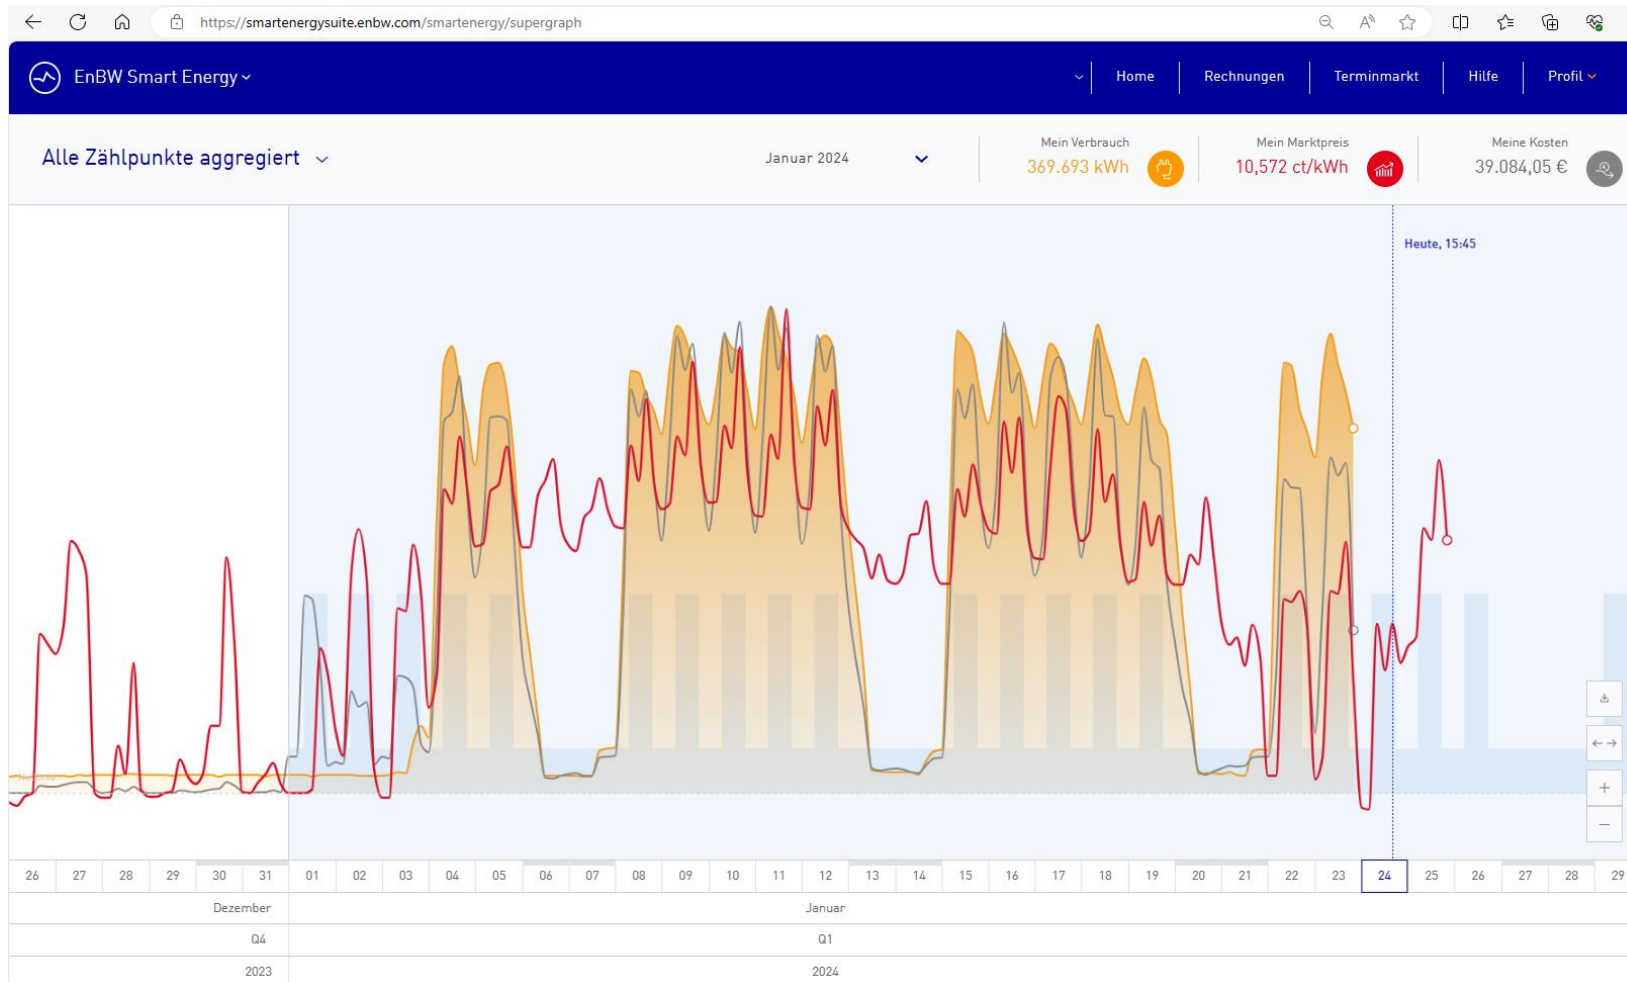 https://smartenergysuite.enbw.com/smartenergy/supergraph
EnBW Smart Energy
Home
Rechnungen
Terminmarkt
Hilfe
Profil
Alle Zählpunkte aggregiert
Januar 2024
Mein Verbrauch
369.693 kWh
Mein Marktpreis
10,572 ct/kWh
Meine Kosten
39.084,05 €
Heute, 15:45
26 27 28 29 30 31 01 02 03 04 05 06 07 08 09 10 11 12 13 14 15 16 17 18 19 20 21 22 23 24 25 26 27 28 29
Dezember Januar
Q4 Q1
2023 2024